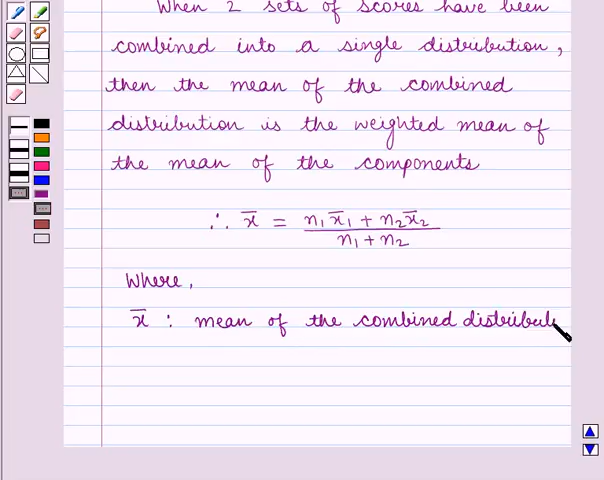 When 2 sets of scores have been
combined into a single distribution,
then the mean of the combined
distribution is the weighted mean of
the mean of the components
∴ x̅ = (n₁x̅₁ + n₂x̅₂) / (n₁ + n₂)
Where,
x̅ : mean of the combined distribut